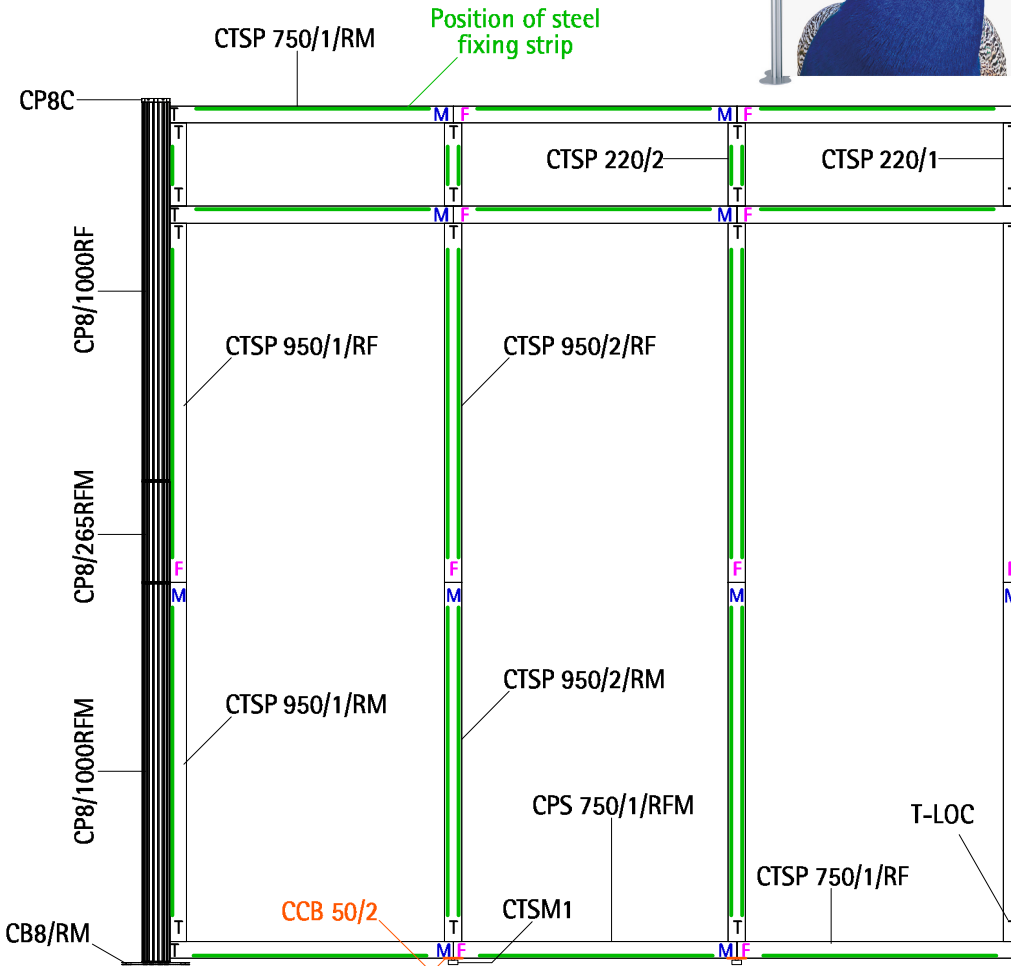 Position of steel
fixing strip
CTSP 750/1/RM
CP8C
T M F M F
T T T T
CTSP 220/2
CTSP 220/1
T T T T
T M F M F
T T T T
CP8/1000RF
CTSP 950/1/RF
CTSP 950/2/RF
CP8/265RFM
F F F
M M M
CTSP 950/2/RM
CTSP 950/1/RM
CP8/1000RFM
CPS 750/1/RFM
T-LOC
CTSP 750/1/RF
CCB 50/2
CTSM1
T T T
CB8/RM
T M F M F